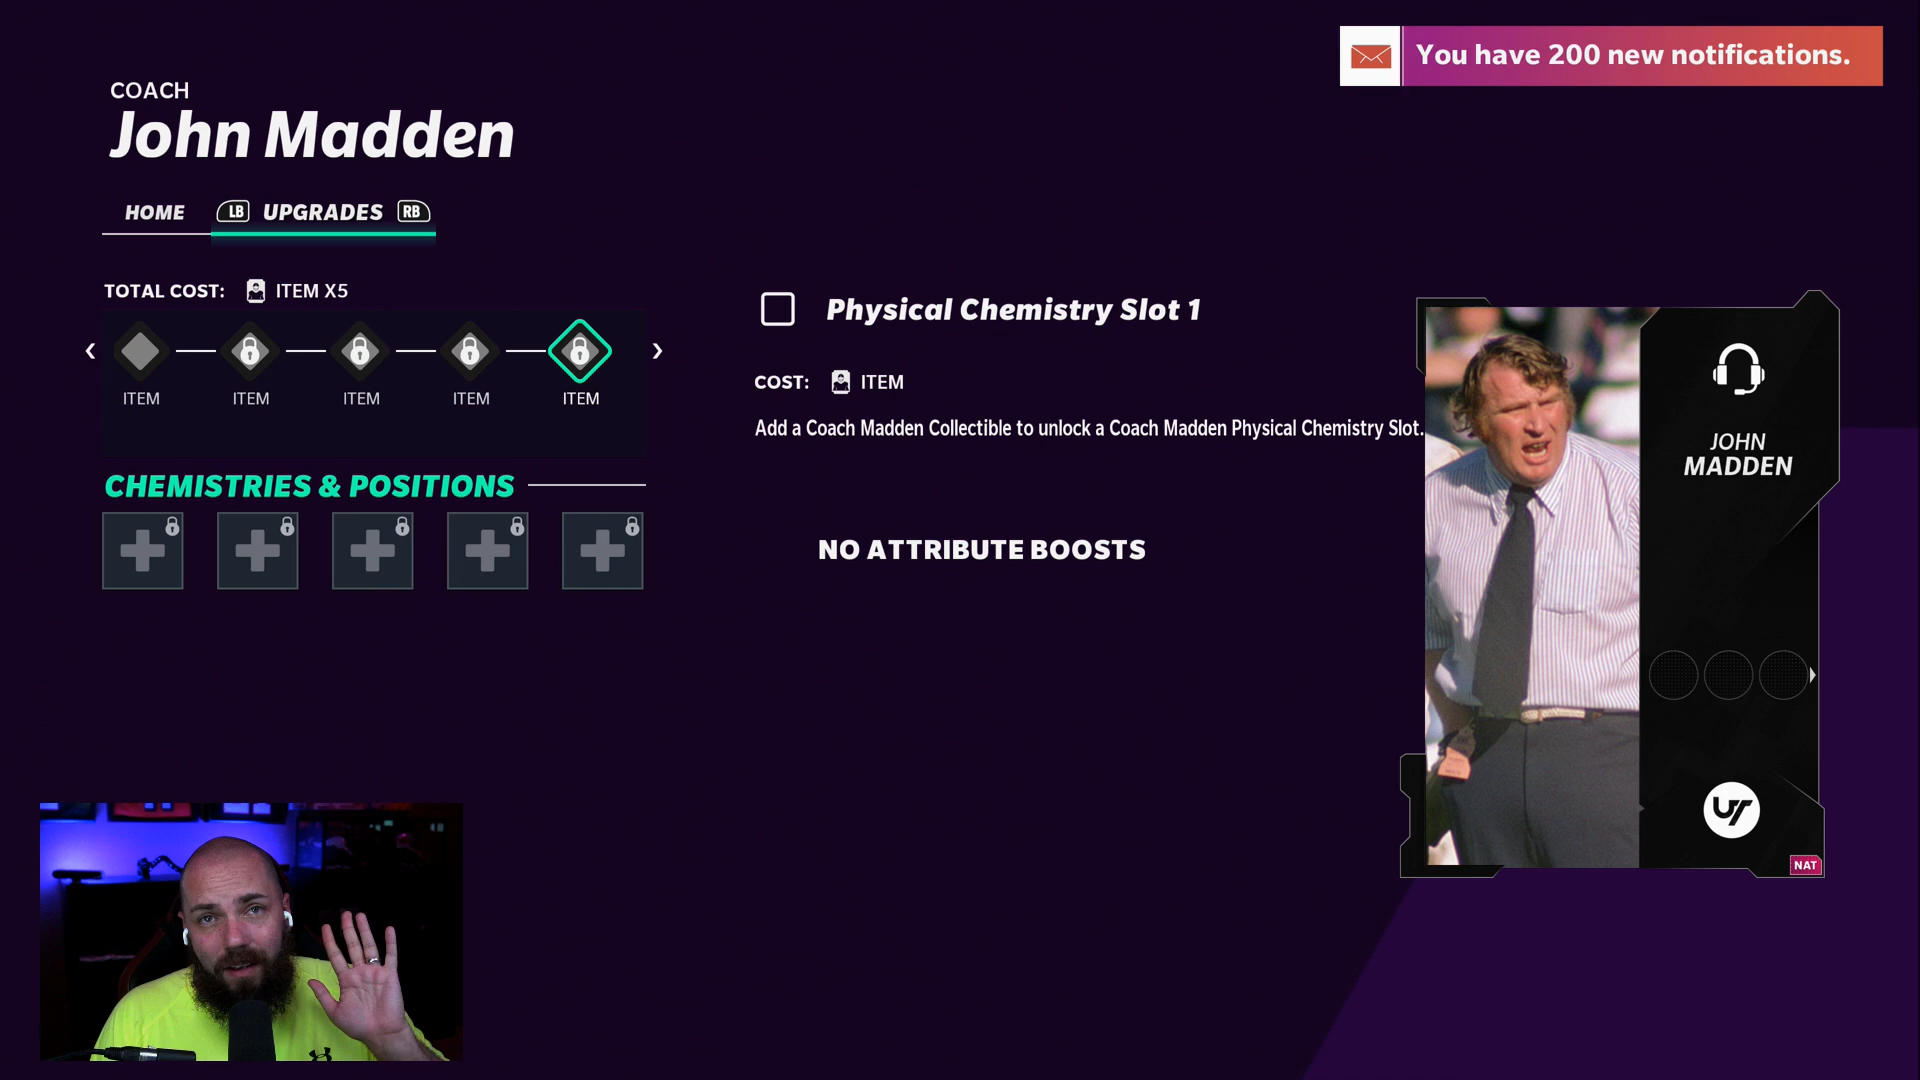 You have 200 new notifications.
COACH
John Madden
HOME LB UPGRADES RB
TOTAL COST: ITEM X5
ITEM ITEM ITEM ITEM ITEM
CHEMISTRIES & POSITIONS
Physical Chemistry Slot 1
COST: ITEM
Add a Coach Madden Collectible to unlock a Coach Madden Physical Chemistry Slot.
NO ATTRIBUTE BOOSTS
JOHN
MADDEN
UT
NAT